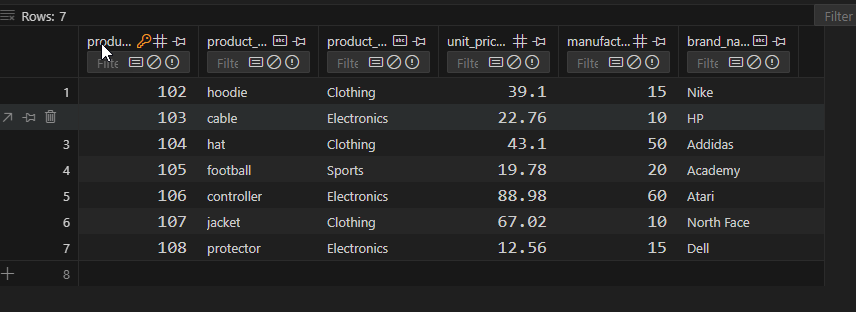 Rows: 7 Filter
produ... product_... product_... unit_pric... manufact... brand_na...
Filte Filte Filte Filte Filte Filte
1 102 hoodie Clothing 39.1 15 Nike
103 cable Electronics 22.76 10 HP
3 104 hat Clothing 43.1 50 Addidas
4 105 football Sports 19.78 20 Academy
5 106 controller Electronics 88.98 60 Atari
6 107 jacket Clothing 67.02 10 North Face
7 108 protector Electronics 12.56 15 Dell
8